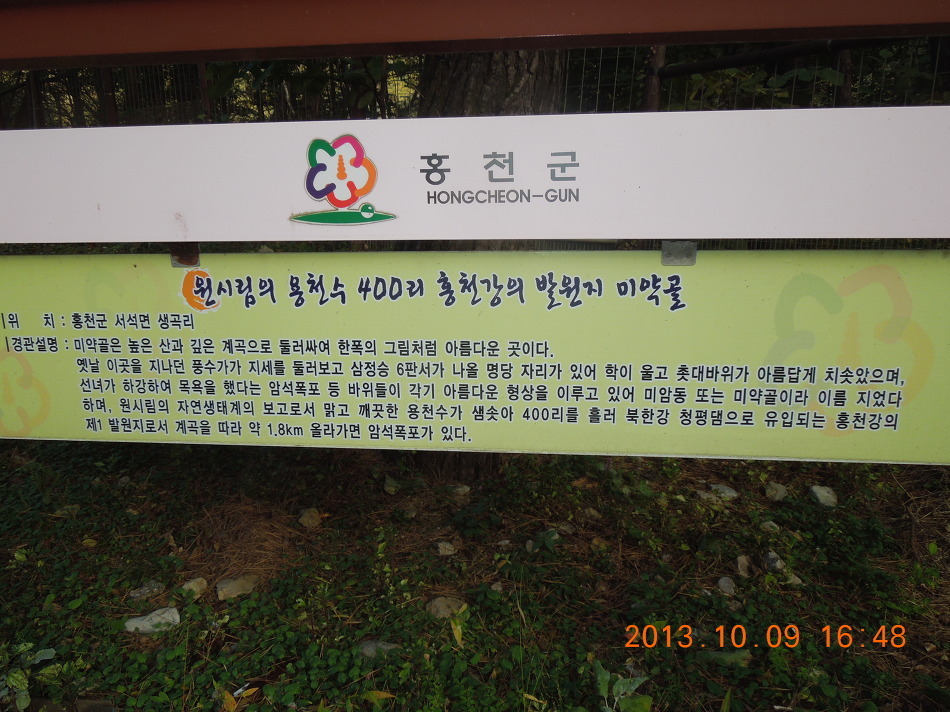 홍천군
HONGCHEON-GUN
원시림의 용천수 400리 홍천강의 발원지 미약골
위 치 : 홍천군 서석면 생곡리
경관설명 : 미약골은 높은 산과 깊은 계곡으로 둘러싸여 한폭의 그림처럼 아름다운 곳이다.
옛날 이곳을 지나던 풍수가가 지세를 둘러보고 삼정승 6판서가 나올 명당 자리가 있어 학이 울고 촛대바위가 아름답게 치솟았으며,
선녀가 하강하여 목욕을 했다는 암석폭포 등 바위들이 각기 아름다운 형상을 이루고 있어 미암동 또는 미약골이라 이름 지었다
하며, 원시림의 자연생태계의 보고로서 맑고 깨끗한 용천수가 샘솟아 400리를 흘러 북한강 청평댐으로 유입되는 홍천강의
제1 발원지로서 계곡을 따라 약 1.8km 올라가면 암석폭포가 있다.
2013.10.09 16:48